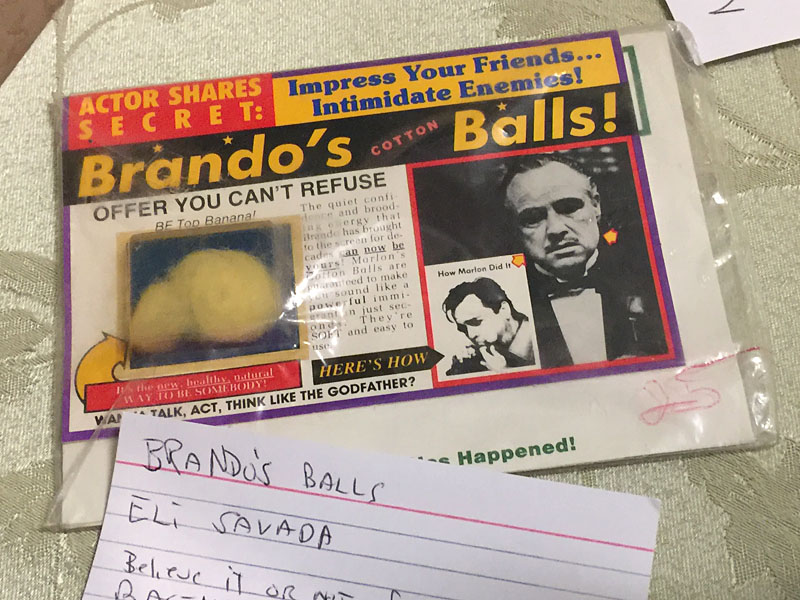 ACTOR SHARES
SECRET:
Impress Your Friends...
Intimidate Enemies!
Brando's COTTON Balls!
OFFER YOU CAN'T REFUSE
BE Top Banana!
The quiet confi-
dence and brood-
ing energy that
Brando has brought
to the screen for de-
cades can now be
yours! Morlon's
Cotton Balls are
guaranteed to make
you sound like a
powerful immi-
grant in just sec-
onds. They're
SOFT and easy to
use.
How Marlon Did It
HERE'S HOW
It's the new, healthy, natural
WAY TO BE SOMEBODY!
TALK, ACT, THINK LIKE THE GODFATHER?
25
Happened!
BRANDO'S BALLS
ELI SAVADA
Believe it or not